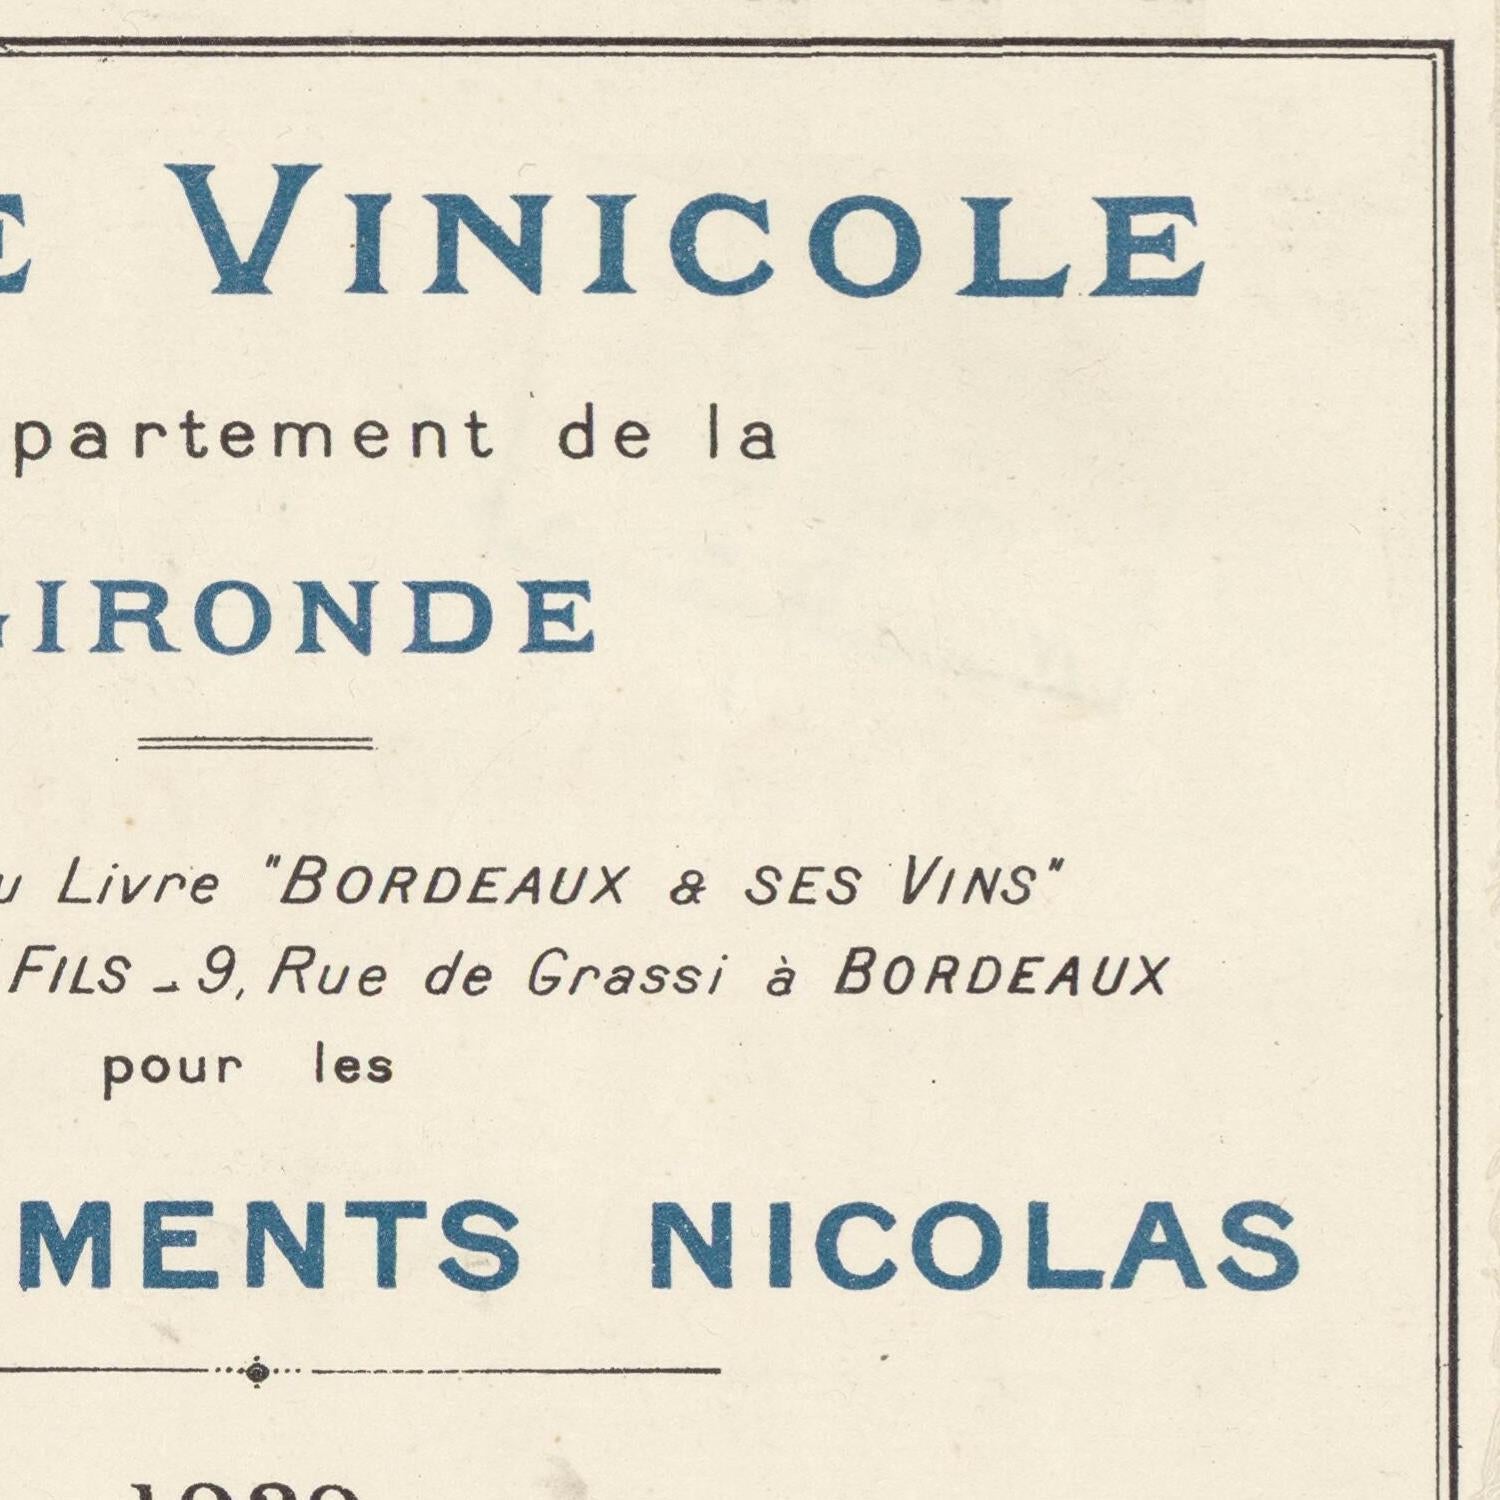 E VINICOLE
partement de la
GIRONDE
u Livre "BORDEAUX & SES VINS"
FILS - 9, Rue de Grassi à BORDEAUX
pour les
MENTS NICOLAS